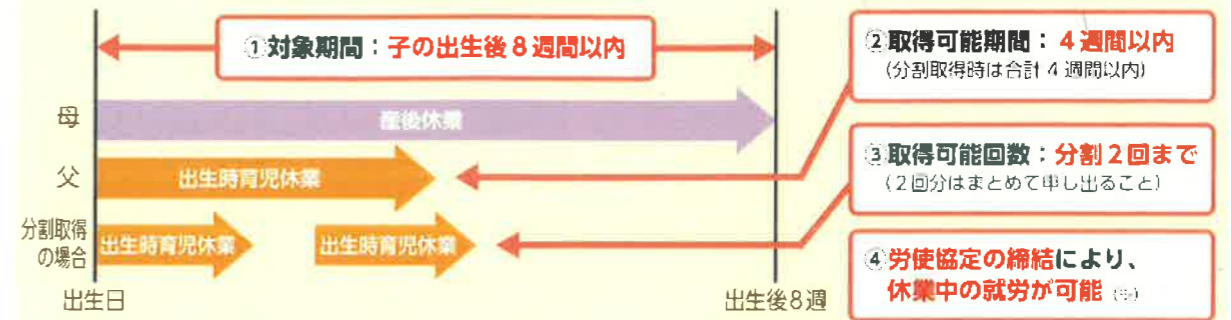 ①対象期間：子の出生後8週間以内
②取得可能期間：4週間以内
(分割取得時は合計4週間以内)
母
産後休業
③取得可能回数：分割2回まで
(2回分はまとめて申し出ること)
父
出生時育児休業
分割取得
の場合
出生時育児休業
出生時育児休業
④労使協定の締結により、
休業中の就労が可能
出生日
出生後8週